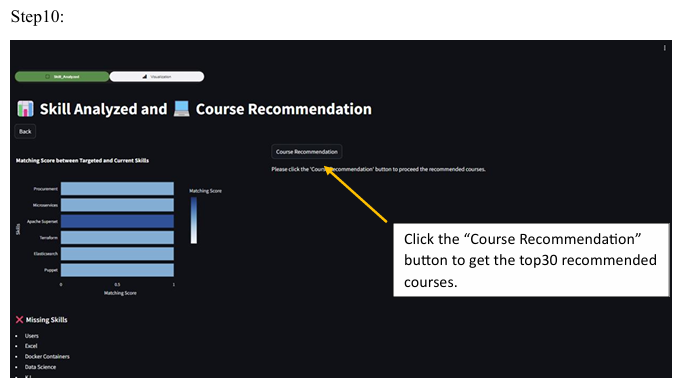 Step10:
Skill_Analyzed
Visualization
Skill Analyzed and Course Recommendation
Back
Course Recommendation
Please click the 'Course Recommendation' button to proceed the recommended courses.
Matching Score between Targeted and Current Skills
Matching Score
Skills
Procurement
Microservices
Apache Superset
Terraform
Elasticsearch
Puppet
0 0.5 1
Matching Score
Click the “Course Recommendation”
button to get the top30 recommended
courses.
Missing Skills
Users
Excel
Docker Containers
Data Science